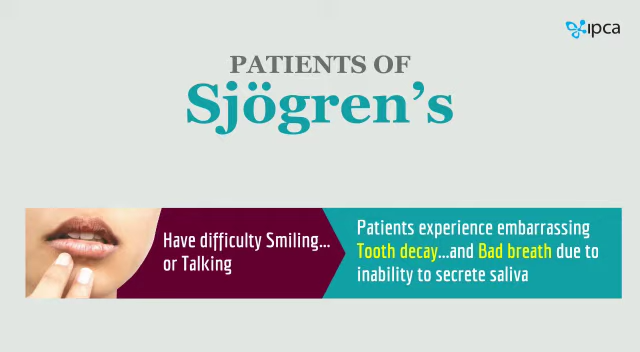 ipca
PATIENTS OF
Sjögren's
Have difficulty Smiling...
or Talking
Patients experience embarrassing
Tooth decay...and Bad breath due to
inability to secrete saliva